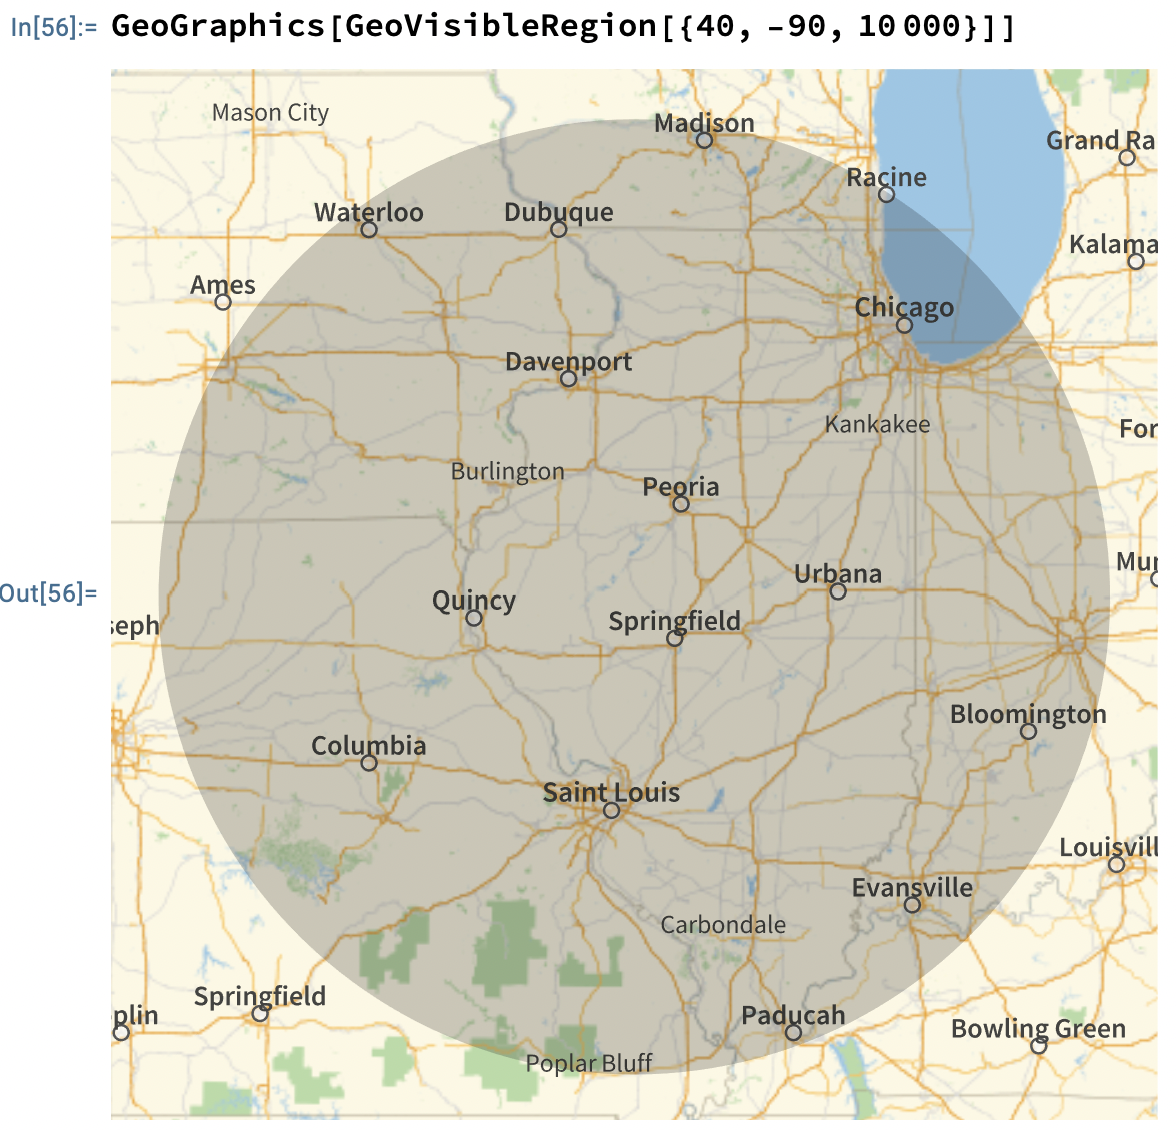 In[56]:= GeoGraphics[GeoVisibleRegion[{40, -90, 10 000}]]
Mason City
Madison
Grand Ra
Racine
Waterloo
Dubuque
Kalama
Ames
Chicago
Davenport
Kankakee
For
Burlington
Peoria
Mun
Urbana
Out[56]=
Quincy
Springfield
seph
Bloomington
Columbia
Saint Louis
Louisvill
Evansville
Carbondale
Springfield
plin
Paducah
Bowling Green
Poplar Bluff